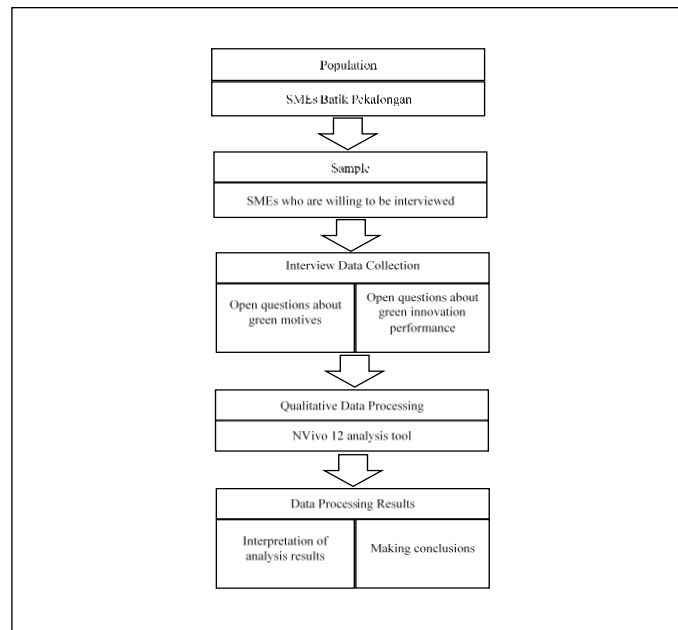 Population
SMEs Batik Pekalongan
Sample
SMEs who are willing to be interviewed
Interview Data Collection
Open questions about
green motives
Open questions about
green innovation
performance
Qualitative Data Processing
NVivo 12 analysis tool
Data Processing Results
Interpretation of
analysis results
Making conclusions